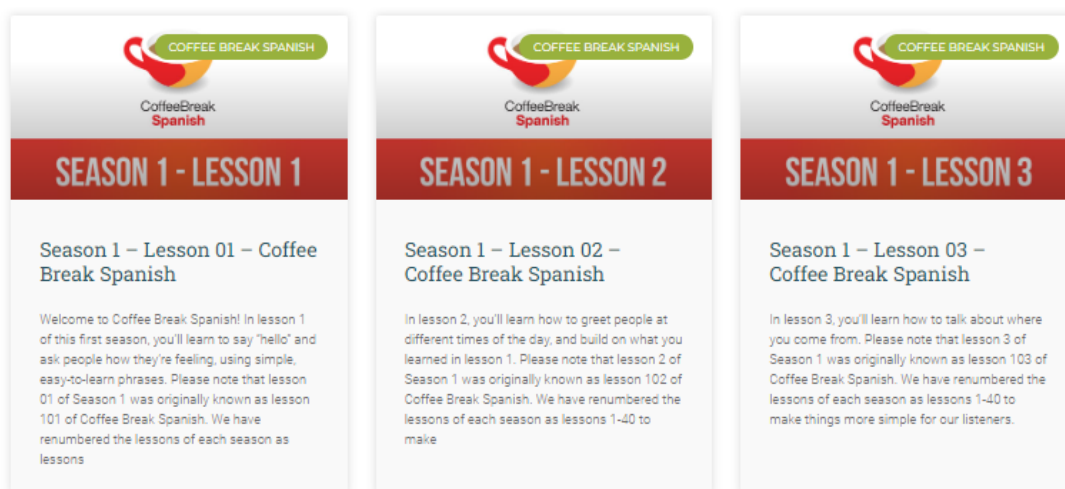 COFFEE BREAK SPANISH
CoffeeBreak
Spanish
SEASON 1 - LESSON 1
Season 1 – Lesson 01 – Coffee
Break Spanish
Welcome to Coffee Break Spanish! In lesson 1
of this first season, you'll learn to say "hello" and
ask people how they're feeling, using simple,
easy-to-learn phrases. Please note that lesson
01 of Season 1 was originally known as lesson
101 of Coffee Break Spanish. We have
renumbered the lessons of each season as
lessons
COFFEE BREAK SPANISH
CoffeeBreak
Spanish
SEASON 1 - LESSON 2
Season 1 – Lesson 02 –
Coffee Break Spanish
In lesson 2, you'll learn how to greet people at
different times of the day, and build on what you
learned in lesson 1. Please note that lesson 2 of
Season 1 was originally known as lesson 102 of
Coffee Break Spanish. We have renumbered the
lessons of each season as lessons 1-40 to
make
COFFEE BREAK SPANISH
CoffeeBreak
Spanish
SEASON 1 - LESSON 3
Season 1 – Lesson 03 –
Coffee Break Spanish
In lesson 3, you'll learn how to talk about where
you come from. Please note that lesson 3 of
Season 1 was originally known as lesson 103 of
Coffee Break Spanish. We have renumbered the
lessons of each season as lessons 1-40 to
make things more simple for our listeners.